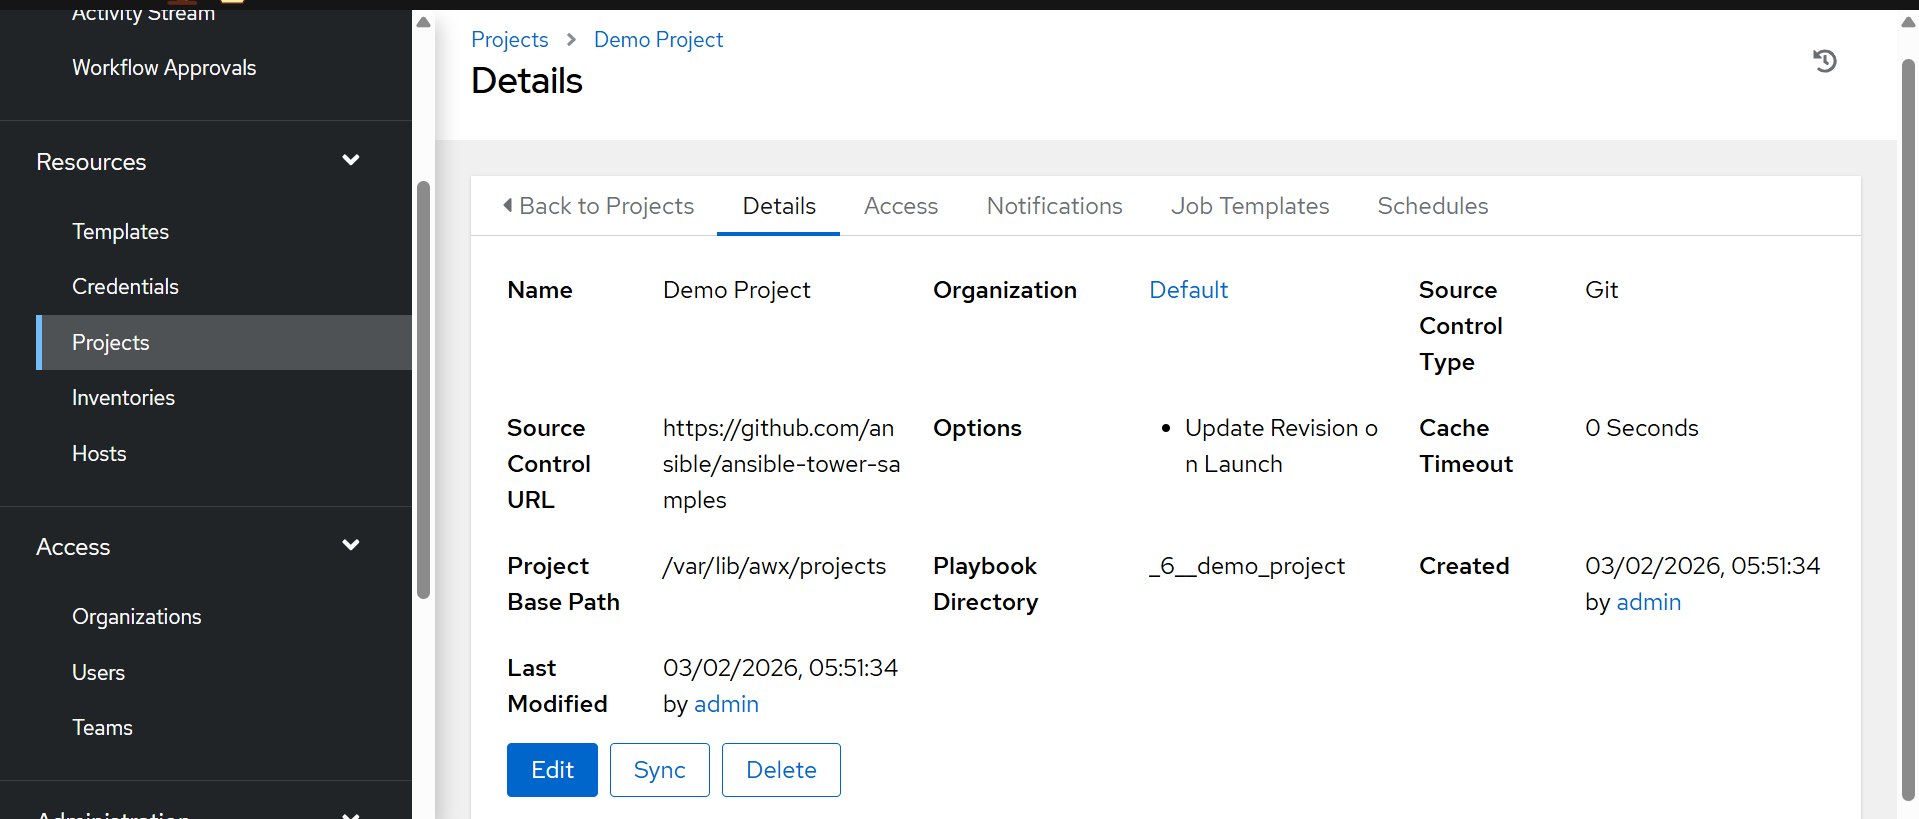 Activity Stream
Workflow Approvals
Resources
Templates
Credentials
Projects
Inventories
Hosts
Access
Organizations
Users
Teams
Administration
Projects > Demo Project
Details
Back to Projects
Details
Access
Notifications
Job Templates
Schedules
Name
Demo Project
Organization
Default
Source
Control
Type
Git
Source
Control
URL
https://github.com/an
sible/ansible-tower-sa
mples
Options
• Update Revision o
n Launch
Cache
Timeout
0 Seconds
Project
Base Path
/var/lib/awx/projects
Playbook
Directory
_6__demo_project
Created
03/02/2026, 05:51:34
by admin
Last
Modified
03/02/2026, 05:51:34
by admin
Edit
Sync
Delete